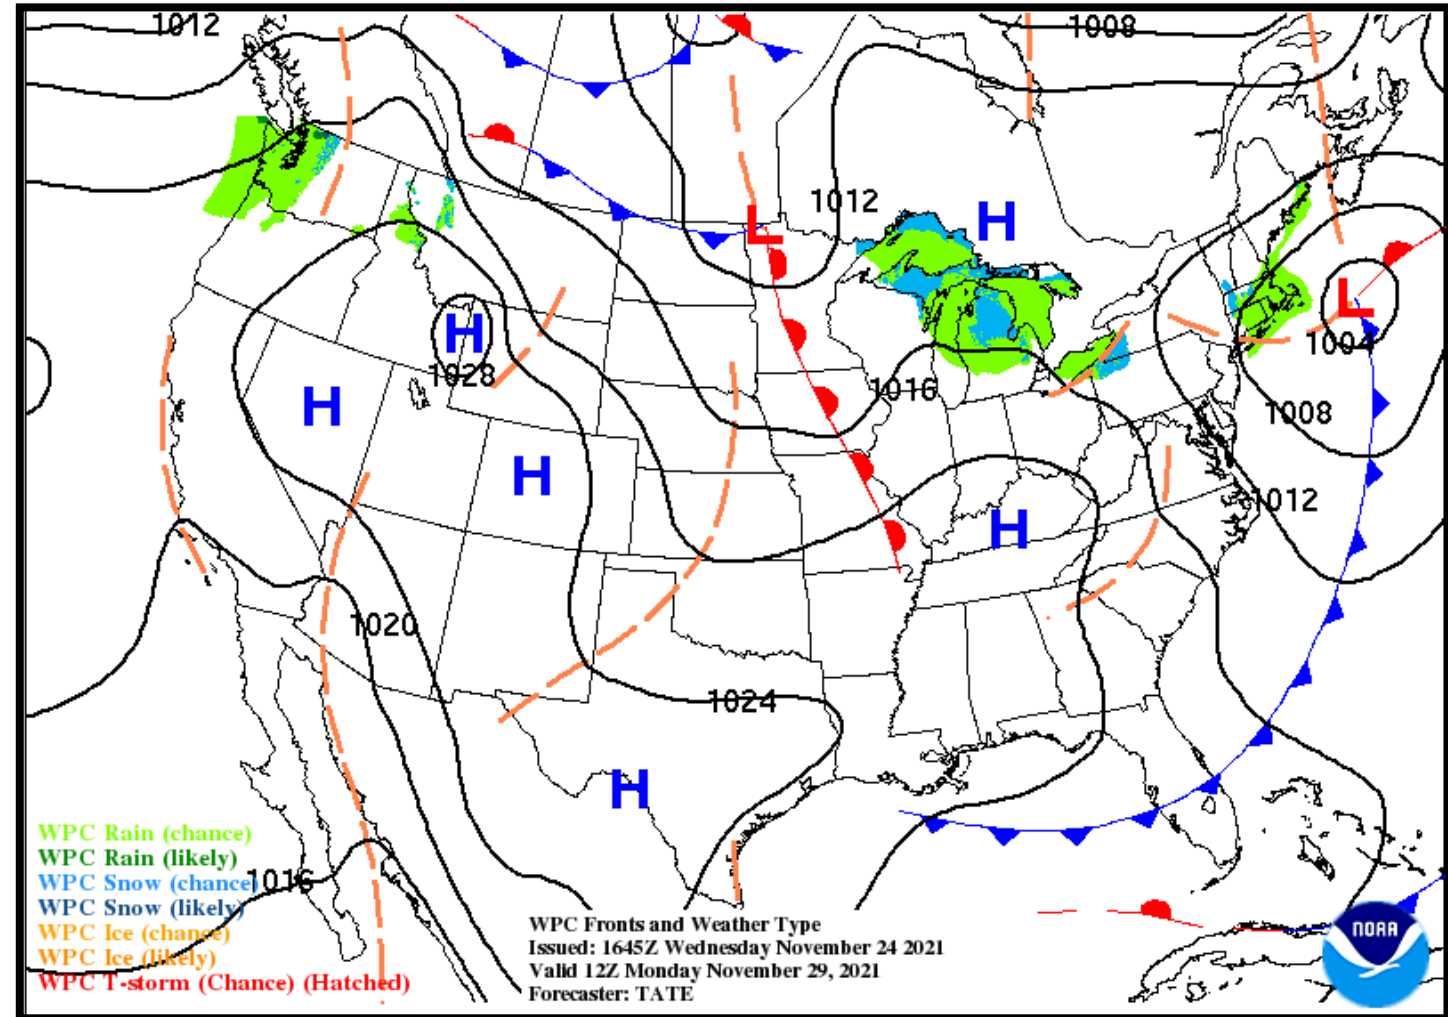 1012
1008
1012
H
L
L
1004
H
1028
1016
H
1008
H
1012
H
1020
1024
H
WPC Rain (chance)
WPC Rain (likely)
WPC Snow (chance)
1016
WPC Snow (likely)
WPC Ice (chance)
WPC Ice (likely)
WPC T-storm (Chance) (Hatched)
WPC Fronts and Weather Type
Issued: 1645Z Wednesday November 24 2021
Valid 12Z Monday November 29, 2021
Forecaster: TATE
NOAA